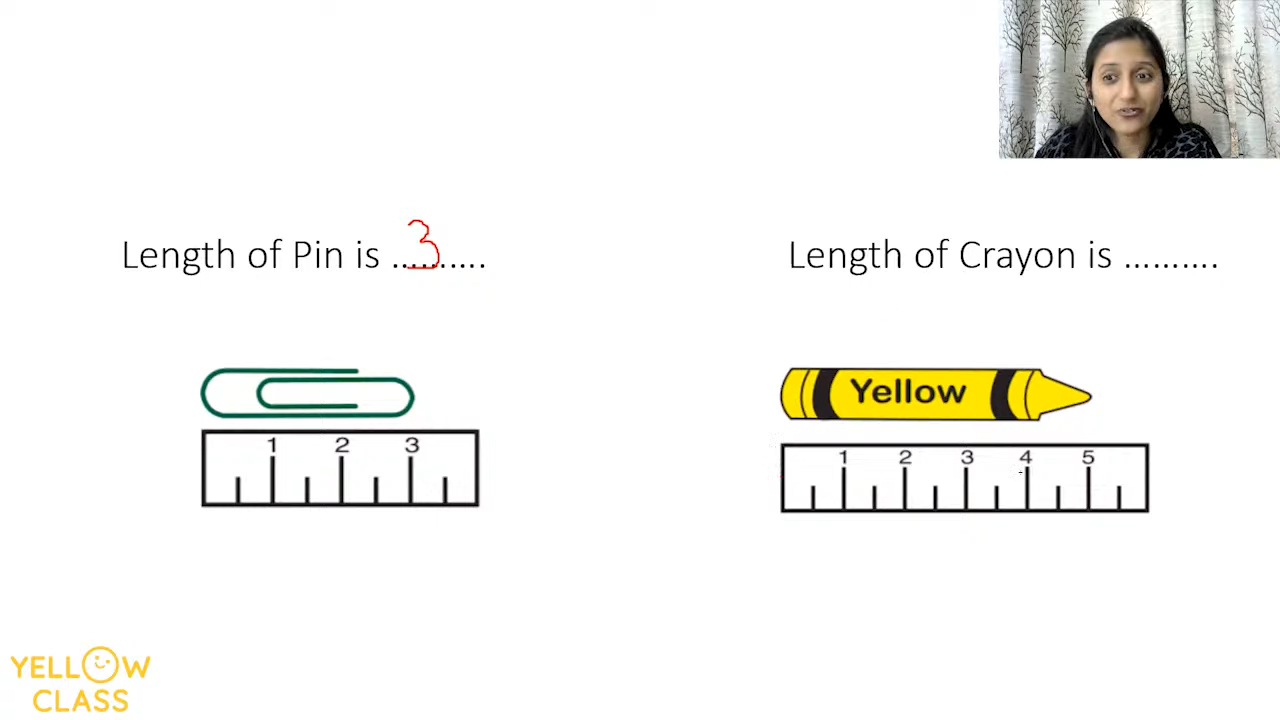 Length of Pin is ...3.......
Length of Crayon is ..........
Yellow
1 2 3
1 2 3 4 5
YELLOW
CLASS